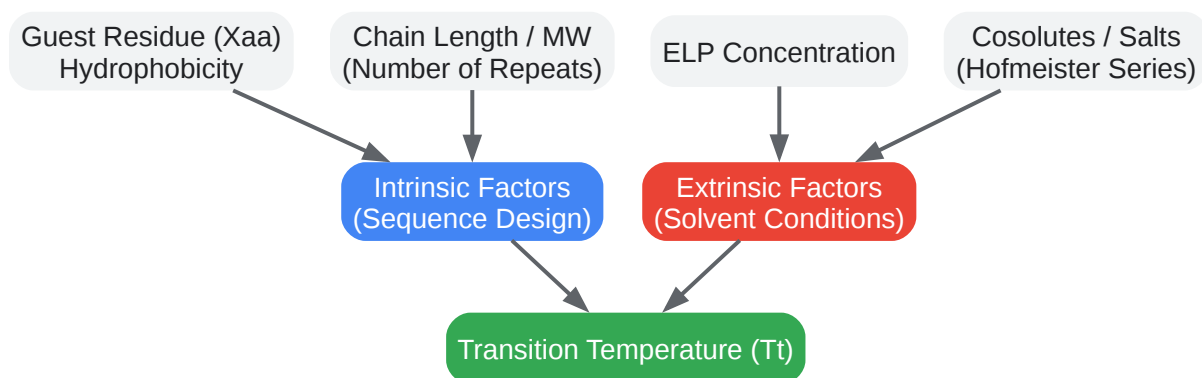 Guest Residue (Xaa)
Hydrophobicity
Chain Length / MW
(Number of Repeats)
ELP Concentration
Cosolutes / Salts
(Hofmeister Series)
Intrinsic Factors
(Sequence Design)
Extrinsic Factors
(Solvent Conditions)
Transition Temperature (Tt)